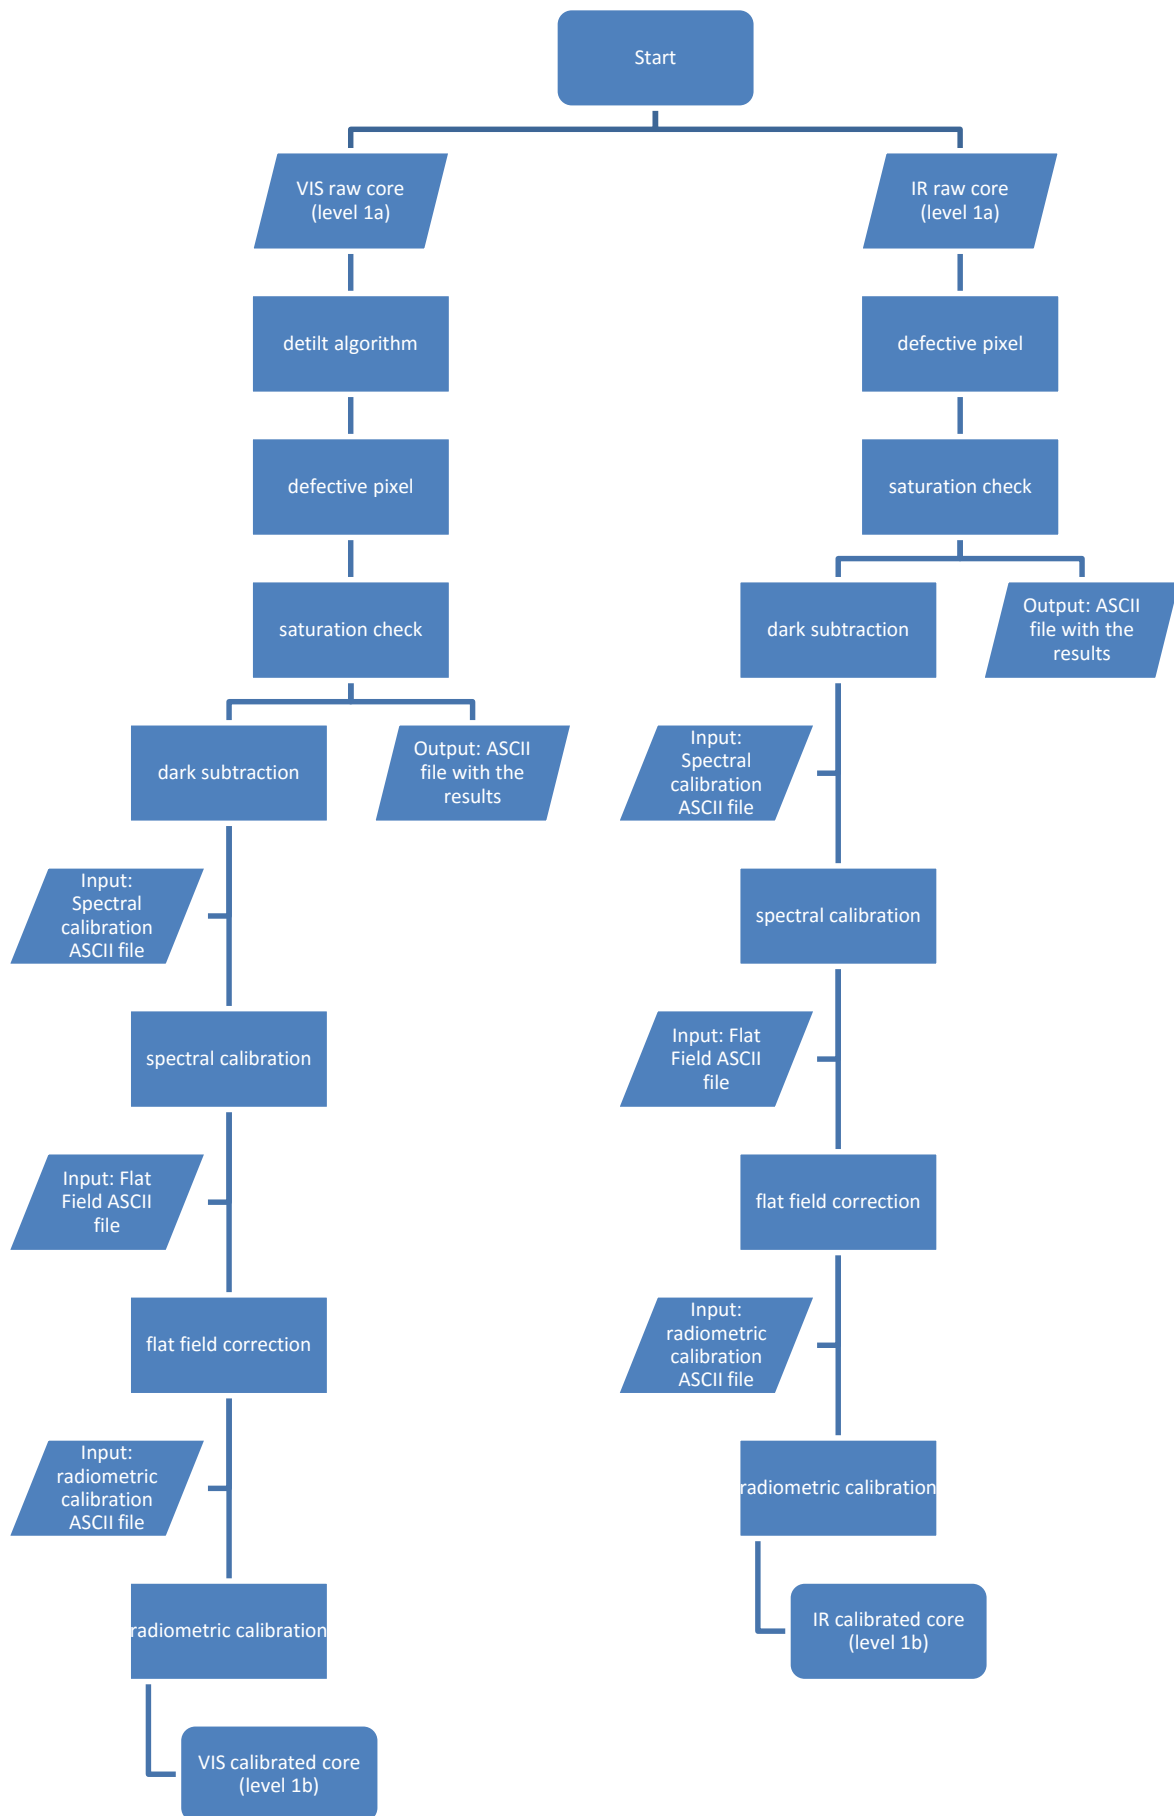 Start
VIS raw core
(level 1a)
detilt algorithm
defective pixel
saturation check
dark subtraction
Output: ASCII
file with the
results
Input:
Spectral
calibration
ASCII file
spectral calibration
Input: Flat
Field ASCII
file
flat field correction
Input:
radiometric
calibration
ASCII file
radiometric calibration
VIS calibrated core
(level 1b)
IR raw core
(level 1a)
defective pixel
saturation check
dark subtraction
Output: ASCII
file with the
results
Input:
Spectral
calibration
ASCII file
spectral calibration
Input: Flat
Field ASCII
file
flat field correction
Input:
radiometric
calibration
ASCII file
radiometric calibration
IR calibrated core
(level 1b)